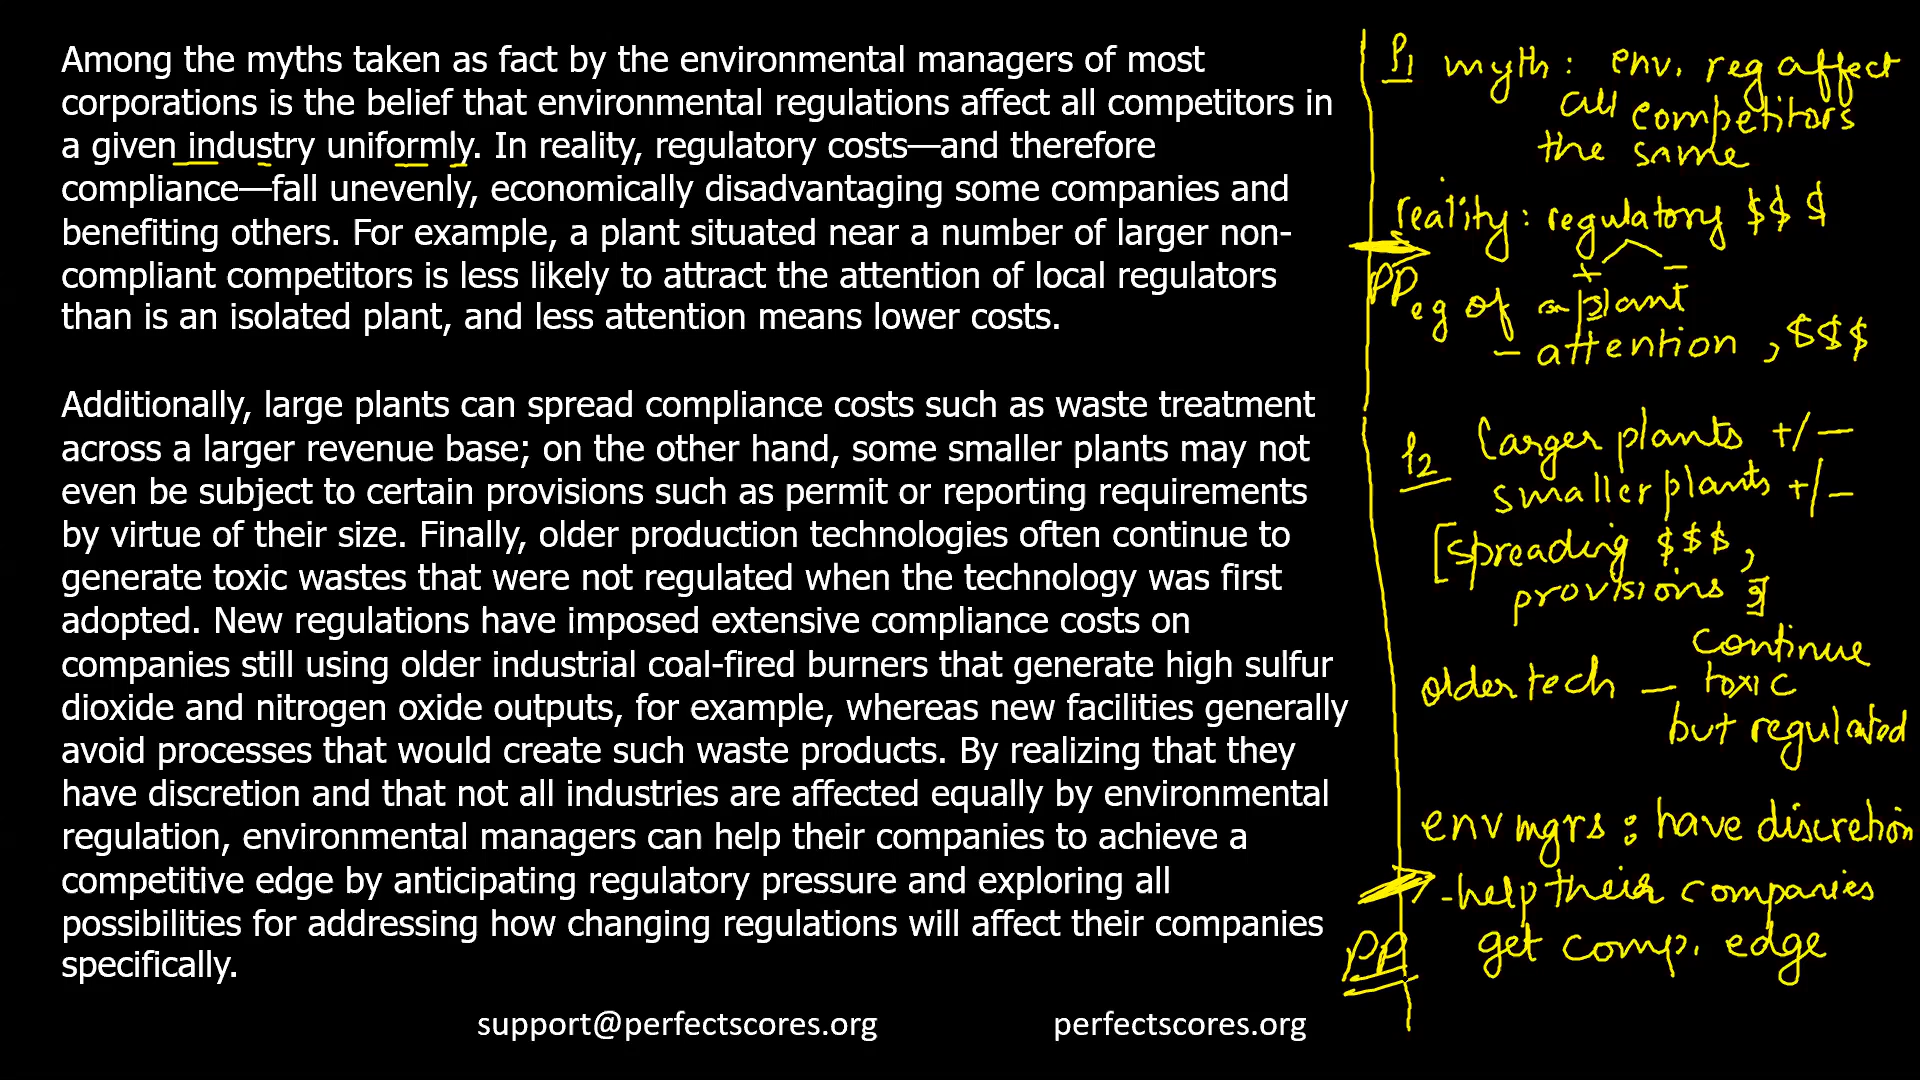 Among the myths taken as fact by the environmental managers of most
corporations is the belief that environmental regulations affect all competitors in
a given industry uniformly. In reality, regulatory costs—and therefore
compliance—fall unevenly, economically disadvantaging some companies and
benefiting others. For example, a plant situated near a number of larger non-
compliant competitors is less likely to attract the attention of local regulators
than is an isolated plant, and less attention means lower costs.
Additionally, large plants can spread compliance costs such as waste treatment
across a larger revenue base; on the other hand, some smaller plants may not
even be subject to certain provisions such as permit or reporting requirements
by virtue of their size. Finally, older production technologies often continue to
generate toxic wastes that were not regulated when the technology was first
adopted. New regulations have imposed extensive compliance costs on
companies still using older industrial coal-fired burners that generate high sulfur
dioxide and nitrogen oxide outputs, for example, whereas new facilities generally
avoid processes that would create such waste products. By realizing that they
have discretion and that not all industries are affected equally by environmental
regulation, environmental managers can help their companies to achieve a
competitive edge by anticipating regulatory pressure and exploring all
possibilities for addressing how changing regulations will affect their companies
specifically.
support@perfectscores.org
perfectscores.org
P1 myth: env. reg affect
all competitors
the same
reality: regulatory $$$
+ −
PP eg of a plant
− attention, $$$
P2 Larger plants +/−
smaller plants +/−
[spreading $$$,
provisions]
older tech − continue
toxic
but regulated
env mgrs: have discretion
- help their companies
PP get comp. edge